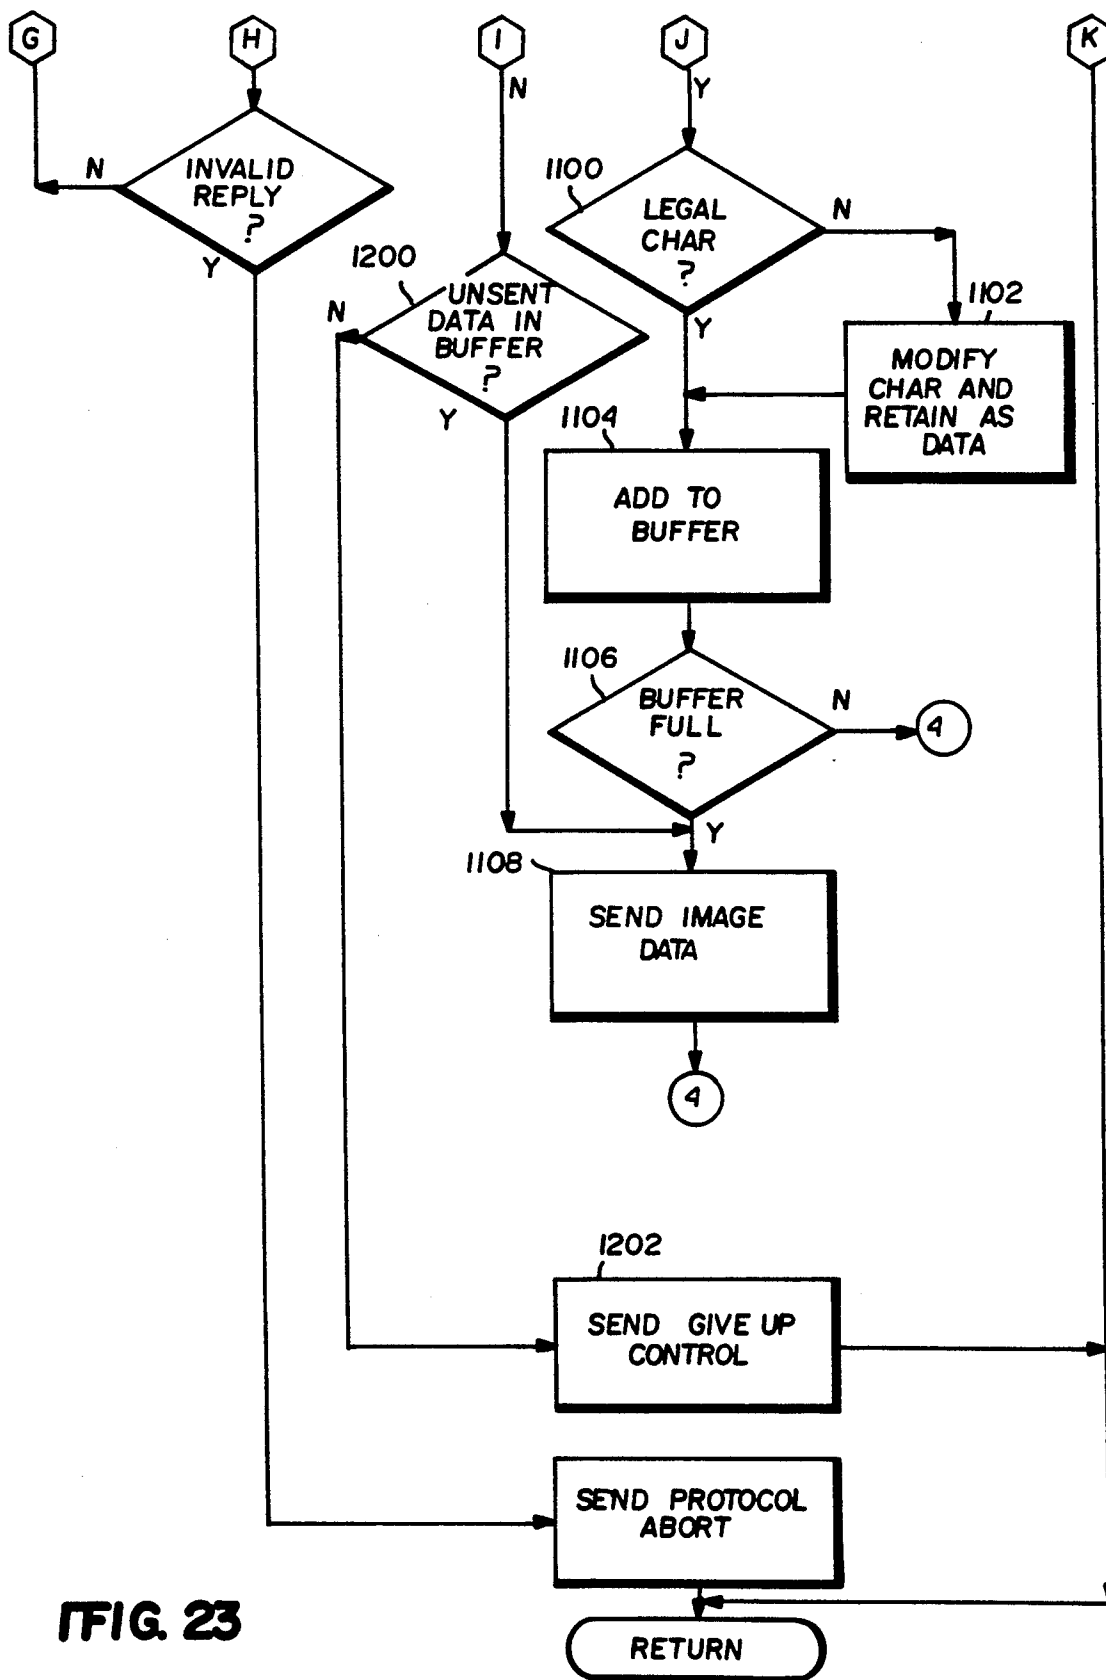 G
H
I
J
K
N
Y
1100
N
INVALID
REPLY
?
LEGAL
CHAR
?
N
Y
1200
1102
N
UNSENT
DATA IN
BUFFER
?
Y
Y
MODIFY
CHAR AND
RETAIN AS
DATA
1104
ADD TO
BUFFER
1106
BUFFER
FULL
?
N
4
Y
1108
SEND IMAGE
DATA
4
1202
SEND GIVE UP
CONTROL
SEND PROTOCOL
ABORT
FIG. 23
RETURN